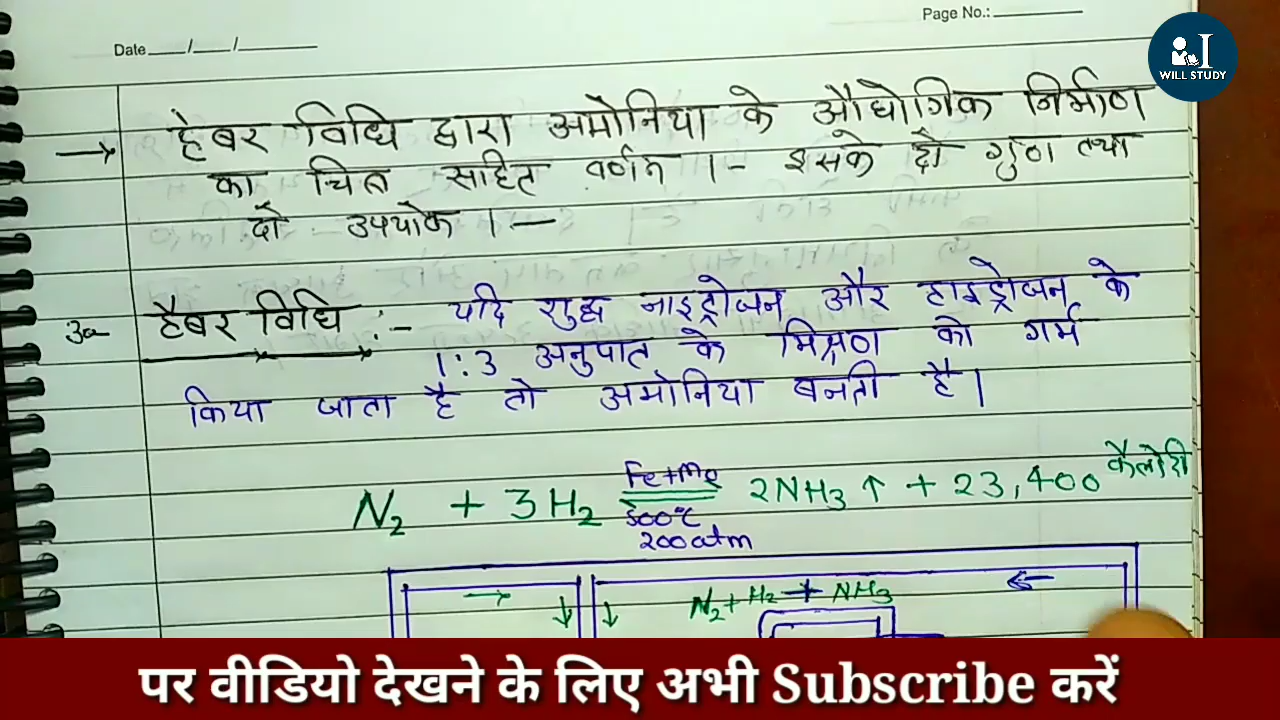 Page No.:
Date / /
I
WILL STUDY
हेबर विधि द्वारा अमोनिया के औधोगिक निर्माण
का चित्र सहित वर्णन ।- इसके दो गुण तथा
दो उपयोक । —
उ०- हैबर विधि :- यदि शुद्ध नाइट्रोजन और हाइड्रोजन के
1:3 अनुपात के मिश्रण को गर्म
किया जाता है तो अमोनिया बनती है।
Fe+Mo
N2 + 3H2 2NH3 ↑ + 23,400 कैलोरी
500°C
200 atm
N2 + H2 + NH3
पर वीडियो देखने के लिए अभी Subscribe करें